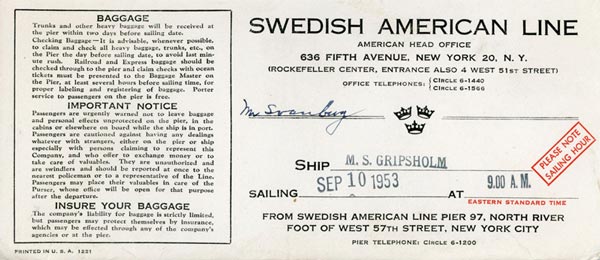 BAGGAGE
Trunks and other heavy baggage will be received at
the pier within two days before sailing date.
Checking Baggage—It is advisable, whenever possible,
to claim and check all heavy baggage, trunks, etc., on
the Pier the day before sailing date, to avoid last min-
ute rush. Railroad and Express baggage should be
checked through to the pier and claim checks with ocean
tickets must be presented to the Baggage Master on
the Pier, at least several hours before sailing time, for
proper labeling and registering of baggage. Porter
service to passengers on the pier is free.
IMPORTANT NOTICE
Passengers are urgently warned not to leave baggage
and personal effects unprotected on the pier, in
the cabins or elsewhere on board while the ship is in port.
Passengers are cautioned against having any dealings
whatever with strangers, either on the pier or ship
especially with persons claiming to represent this
Company, and who offer to exchange money or to
take care of valuables. They are unauthorized and
are swindlers and should be reported at once to the
nearest policeman or to a representative of the Line.
Passengers may place their valuables in care of the
Purser, whose office will be open for that purpose
after the departure.
INSURE YOUR BAGGAGE
The company's liability for baggage is strictly limited,
but passengers may protect themselves by insurance,
which may be effected through any of the company's
agents or at the pier.
PRINTED IN U. S. A. 1221
SWEDISH AMERICAN LINE
AMERICAN HEAD OFFICE
636 FIFTH AVENUE, NEW YORK 20, N. Y.
(ROCKEFELLER CENTER, ENTRANCE ALSO 4 WEST 51ST STREET)
OFFICE TELEPHONES: { CIRCLE 6-1440
CIRCLE 6-1566
PLEASE NOTE
SAILING HOUR
SHIP M. S. GRIPSHOLM
SAILING SEP 10 1953 AT 9.00 A. M.
EASTERN STANDARD TIME
FROM SWEDISH AMERICAN LINE PIER 97, NORTH RIVER
FOOT OF WEST 57TH STREET, NEW YORK CITY
PIER TELEPHONE: CIRCLE 6-1200